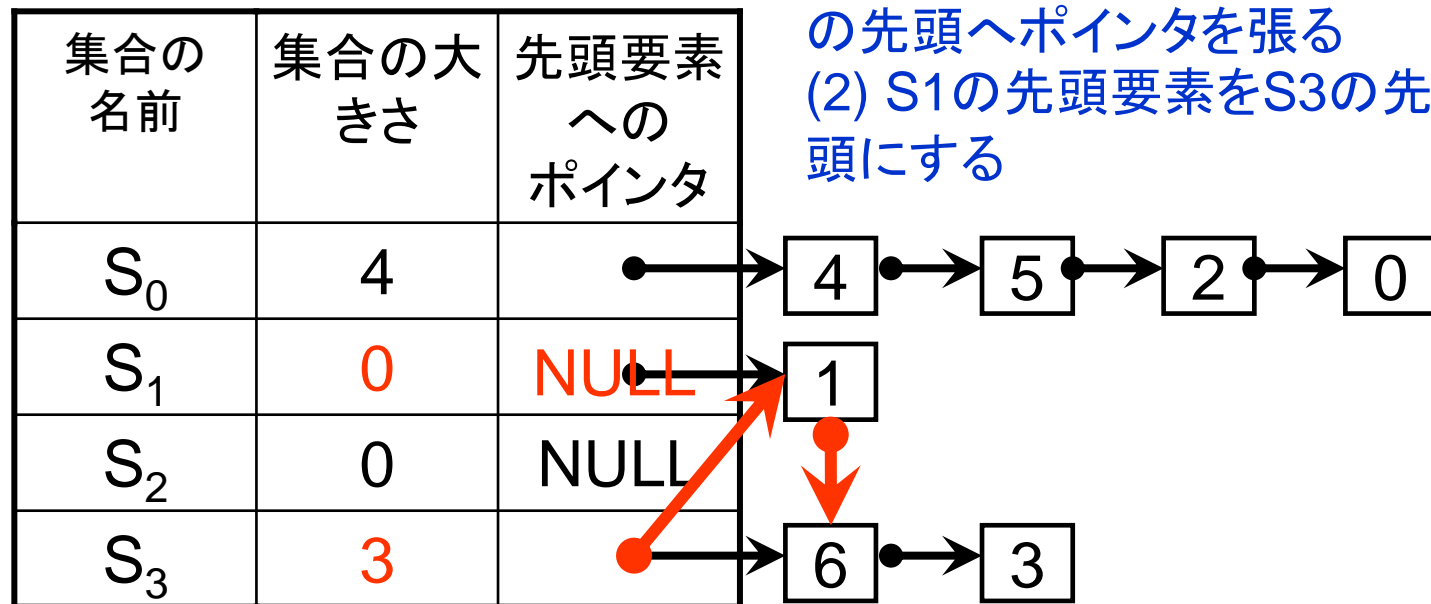 の先頭へポインタを張る
(2) S1の先頭要素をS3の先
頭にする
集合の
名前
集合の大
きさ
先頭要素
への
ポインタ
S0 4 4 5 2 0
S1 0 NULL 1
S2 0 NULL
S3 3 6 3